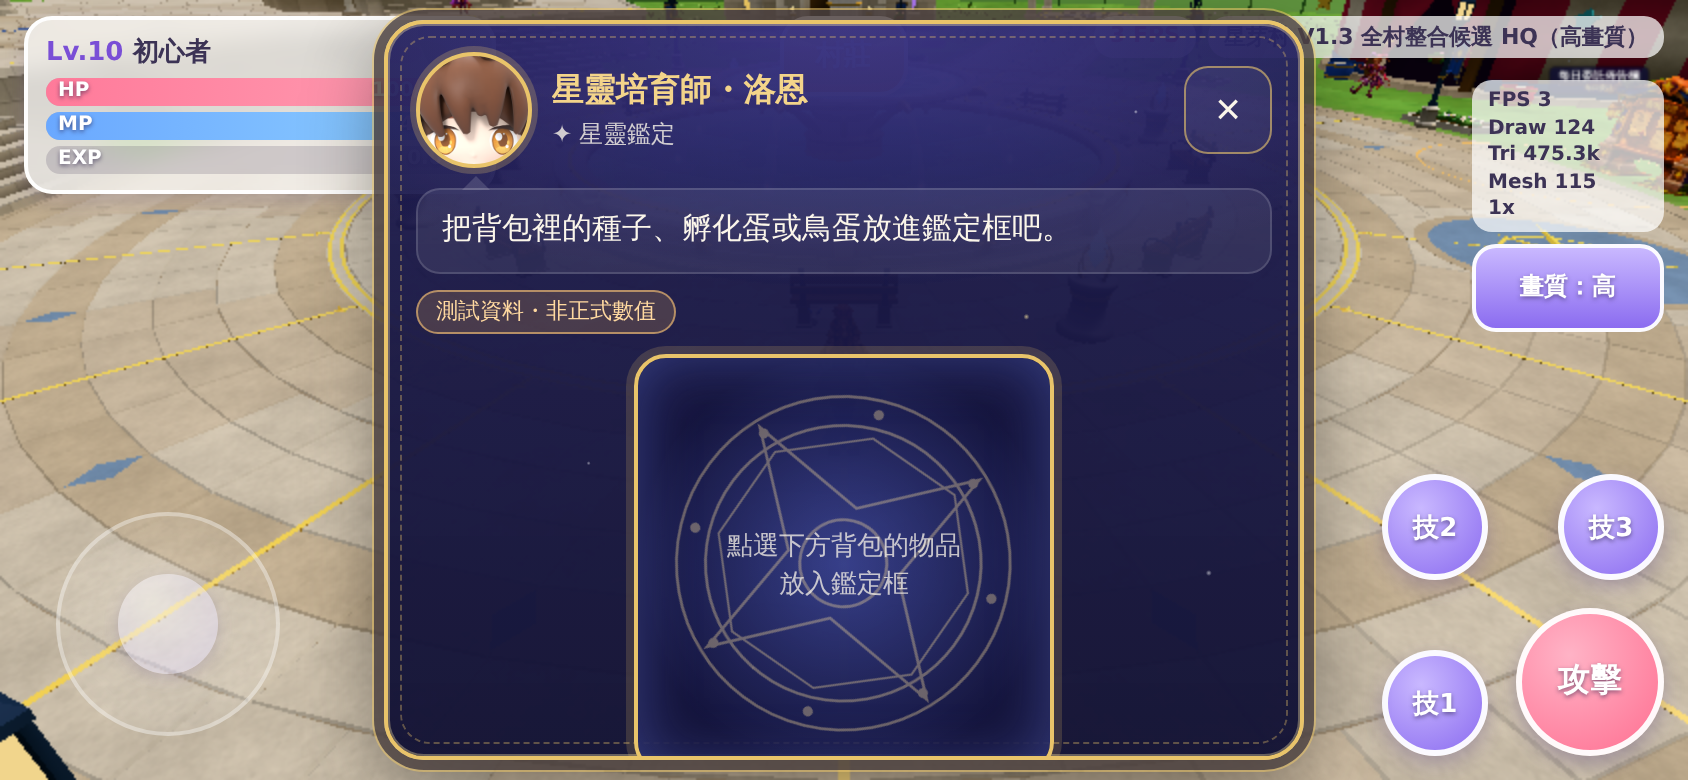 Lv.10 初心者
HP
MP
EXP
星靈培育師・洛恩
✦ 星靈鑑定
×
把背包裡的種子、孵化蛋或鳥蛋放進鑑定框吧。
測試資料・非正式數值
點選下方背包的物品
放入鑑定框
V1.3 全村整合候選 HQ（高畫質）
FPS 3
Draw 124
Tri 475.3k
Mesh 115
1x
畫質：高
技2
技3
技1
攻擊